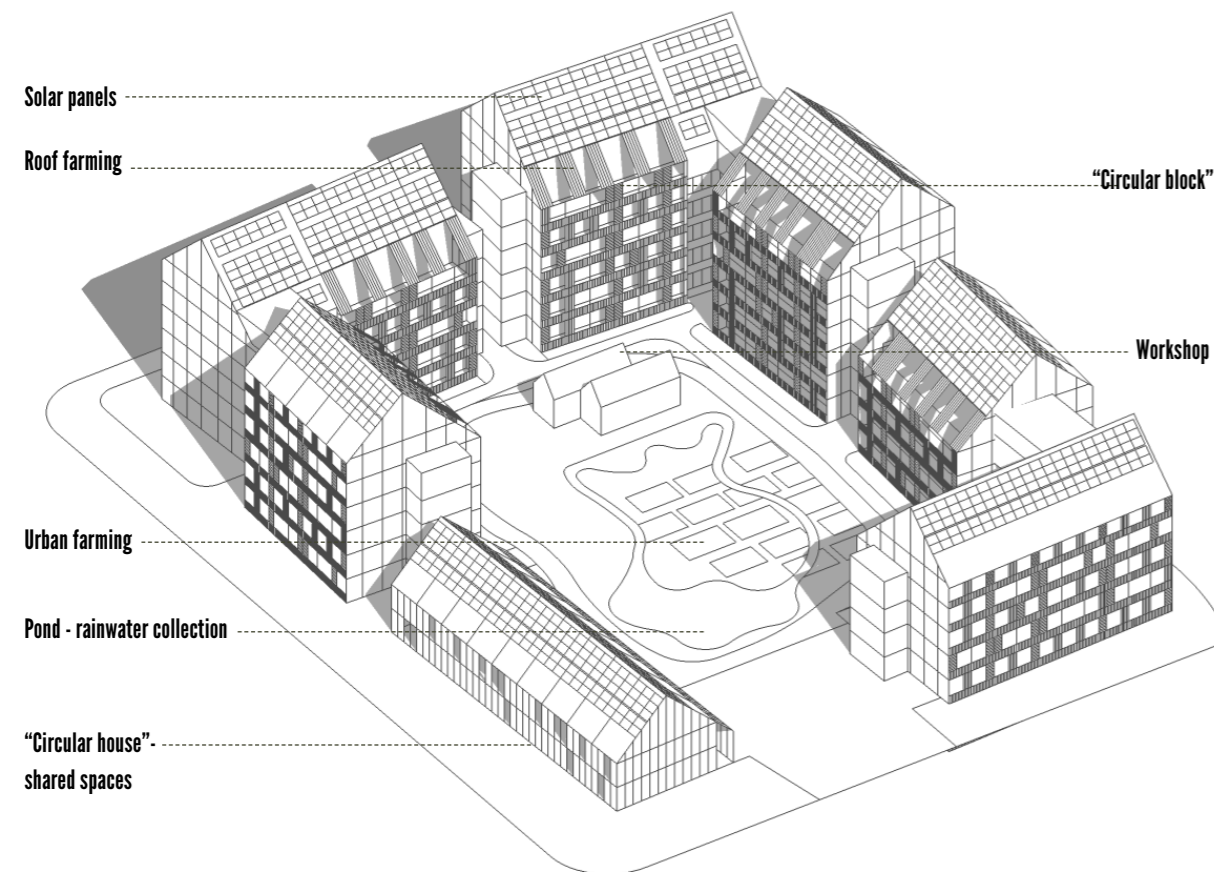 Solar panels
Roof farming
“Circular block”
Workshop
Urban farming
Pond - rainwater collection
“Circular house”-
shared spaces